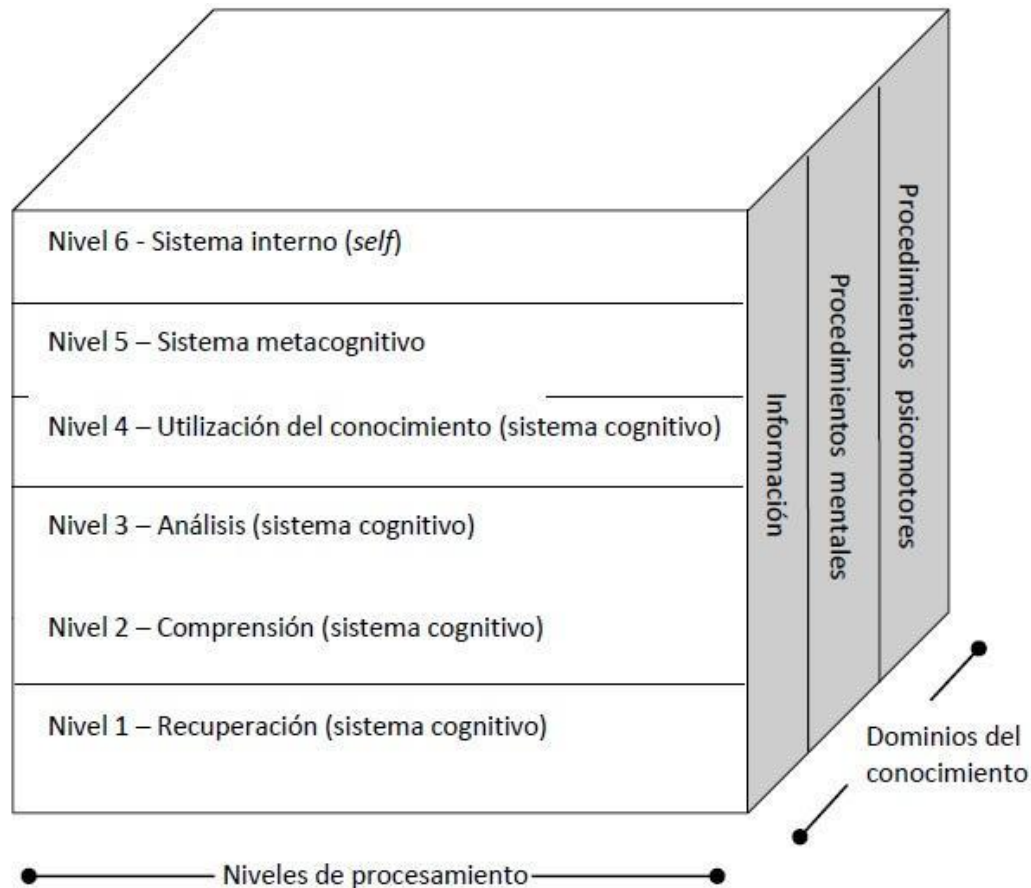 Nivel 6 - Sistema interno (self)
Nivel 5 – Sistema metacognitivo
Nivel 4 – Utilización del conocimiento (sistema cognitivo)
Nivel 3 – Análisis (sistema cognitivo)
Nivel 2 – Comprensión (sistema cognitivo)
Nivel 1 – Recuperación (sistema cognitivo)
Información
Procedimientos mentales
Procedimientos psicomotores
Dominios del
conocimiento
Niveles de procesamiento